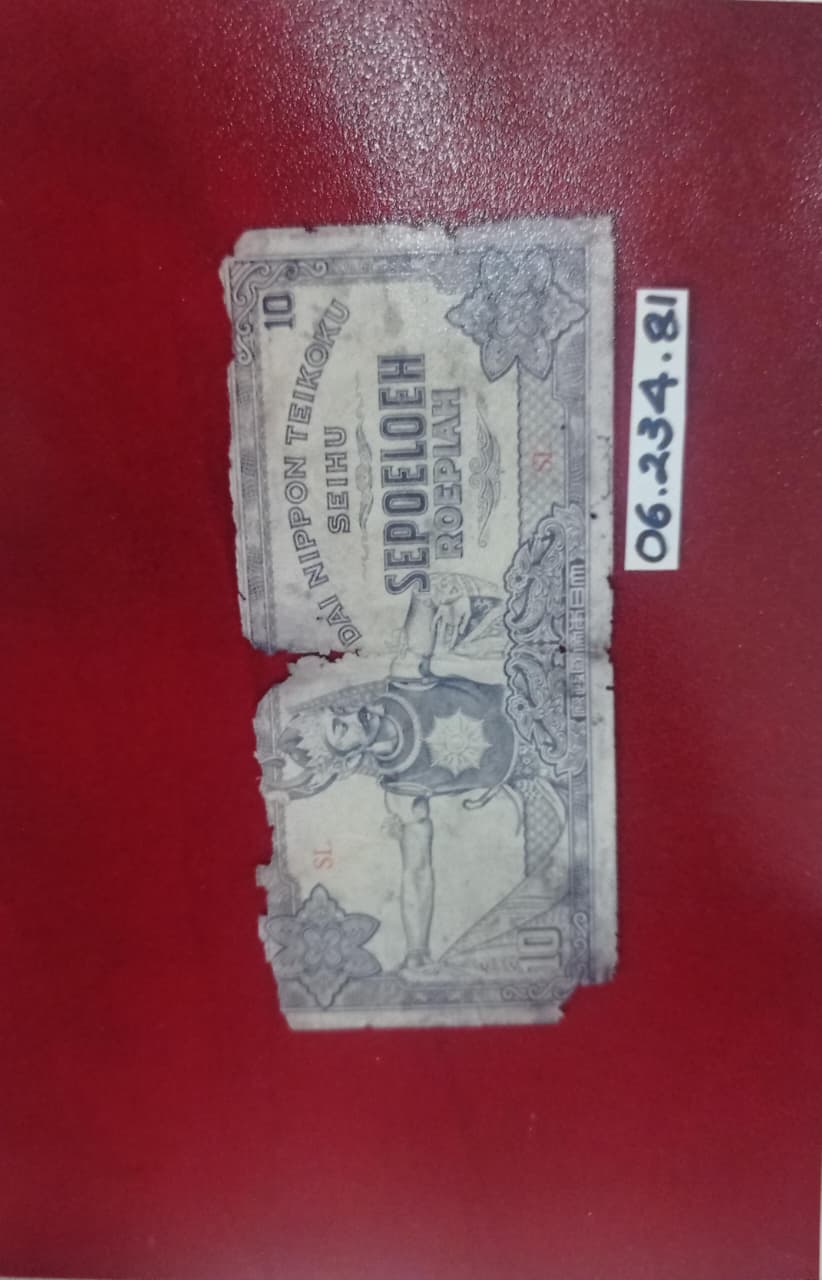 10
DAI NIPPON TEIKOKU
SEIHU
SEPOELOEH
ROEPIAH
SL
SL
10
06.234.81